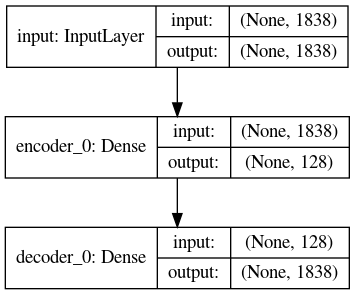 input: InputLayer
input: (None, 1838)
output: (None, 1838)
encoder_0: Dense
input: (None, 1838)
output: (None, 128)
decoder_0: Dense
input: (None, 128)
output: (None, 1838)